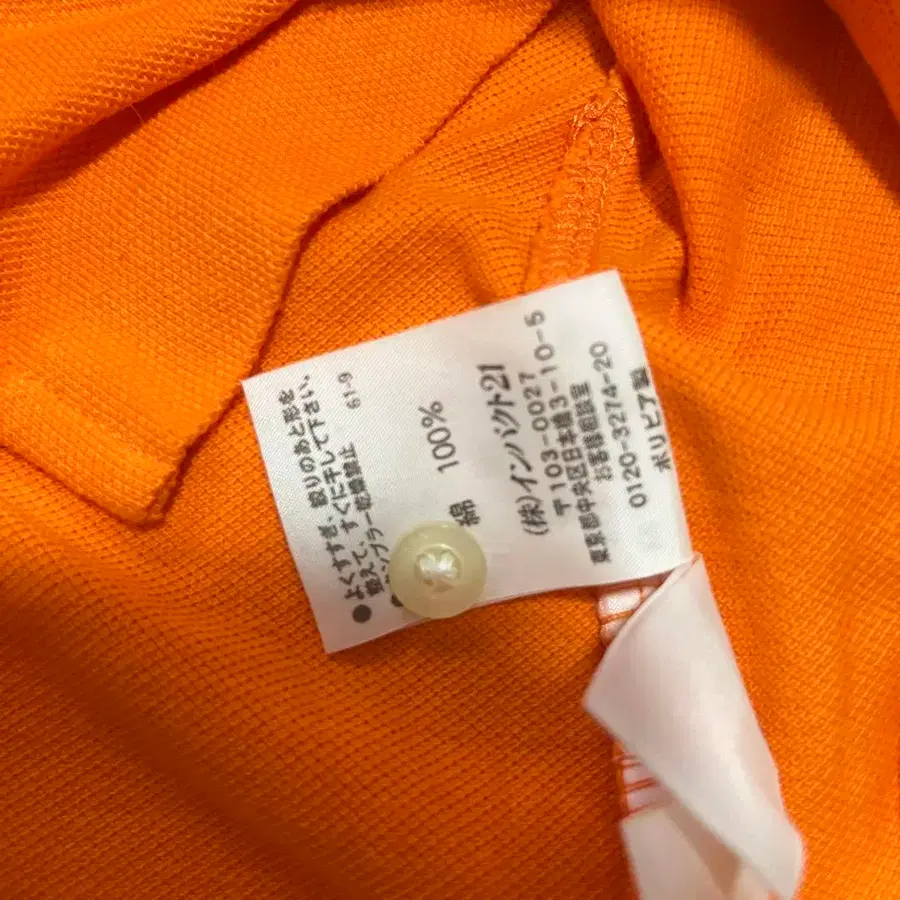 ●よくすすぎ、絞りのあと形を
整えて、すぐに干して下さい。
タンブラー乾燥禁止
61-9
綿 100%
(株)インパクト21
〒103-0027
東京都中央区日本橋3-10-5
お客様相談室
0120-3274-20
ボリビア製